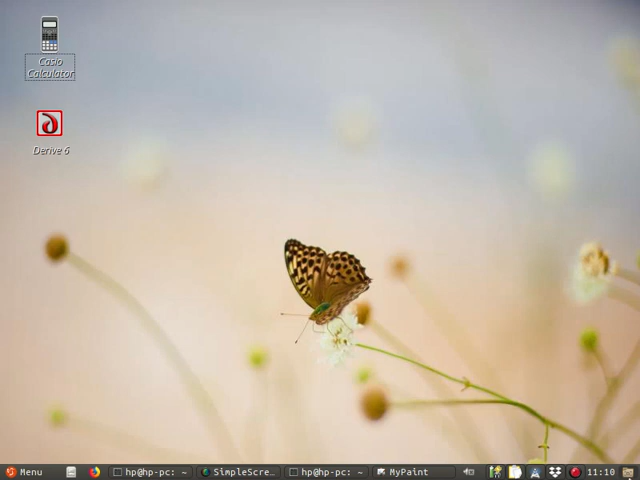 Casio
Calculator
Derive 6
Menu
hp@hp-pc: ~
SimpleScre...
hp@hp-pc: ~
MyPaint
11:10